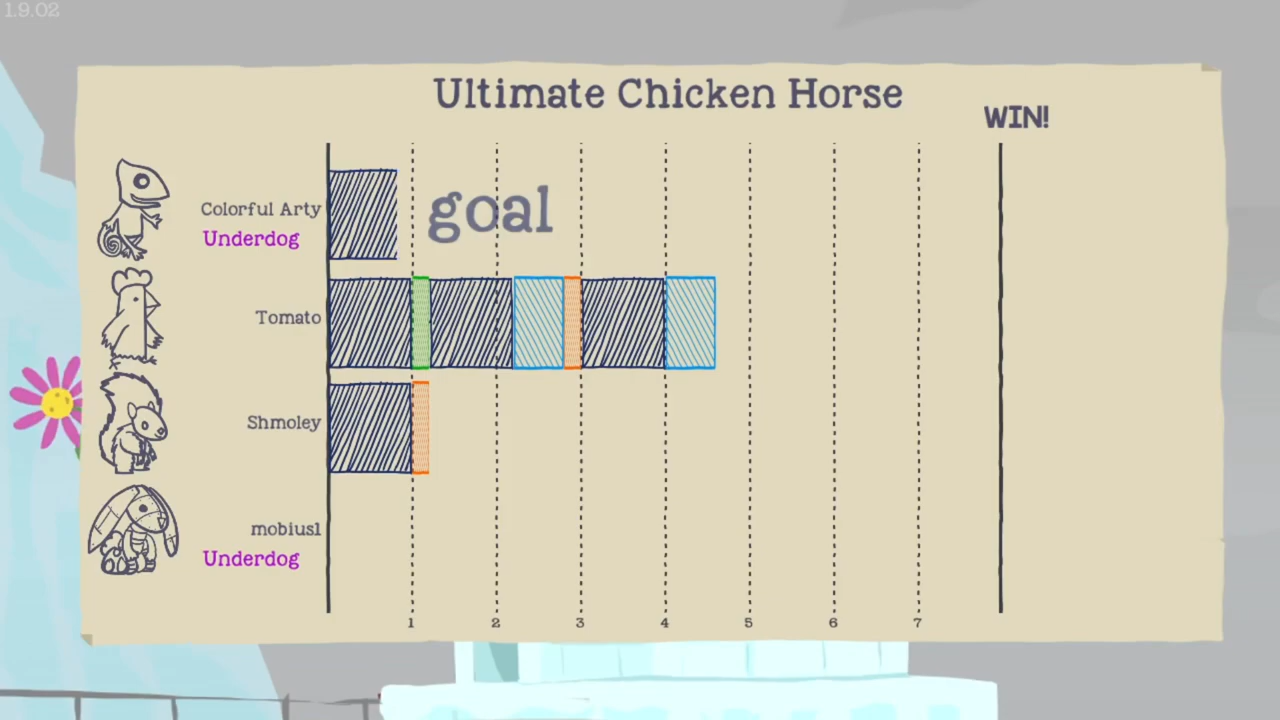 1.9.02
Ultimate Chicken Horse
WIN!
Colorful Arty
Underdog
goal
Tomato
Shmoley
mobius1
Underdog
1 2 3 4 5 6 7